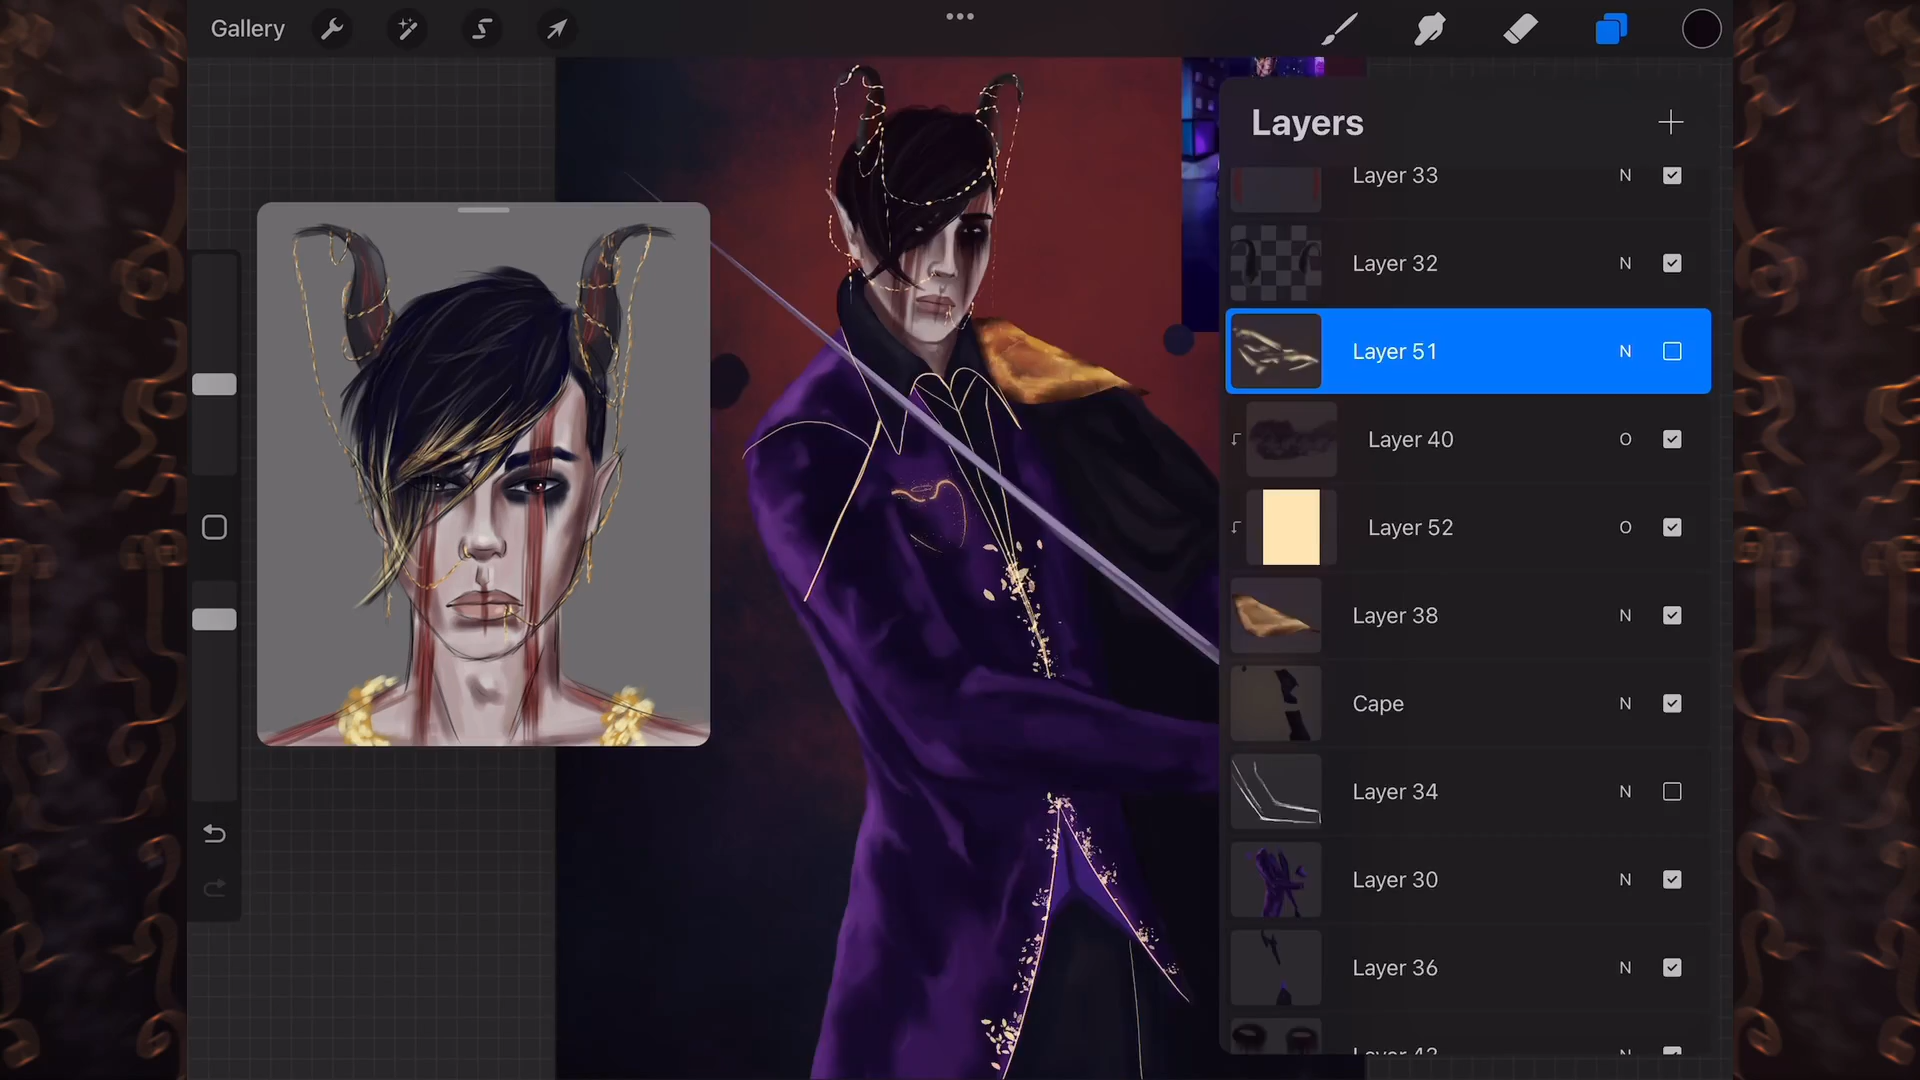 Gallery
Layers
Layer 33 N
Layer 32 N
Layer 51 N
Layer 40 O
Layer 52 O
Layer 38 N
Cape N
Layer 34 N
Layer 30 N
Layer 36 N